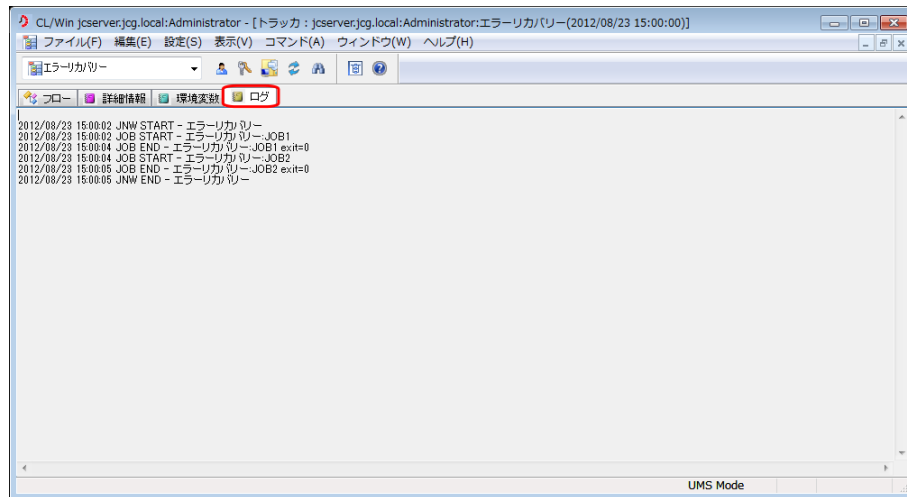 CL/Win jcserver.jcg.local:Administrator - [トラッカ : jcserver.jcg.local:Administrator:エラーリカバリー(2012/08/23 15:00:00)]
ファイル(F) 編集(E) 設定(S) 表示(V) コマンド(A) ウィンドウ(W) ヘルプ(H)
エラーリカバリー
フロー 詳細情報 環境変数 ログ
2012/08/23 15:00:02 JNW START - エラーリカバリー
2012/08/23 15:00:02 JOB START - エラーリカバリー:JOB1
2012/08/23 15:00:04 JOB END - エラーリカバリー:JOB1 exit=0
2012/08/23 15:00:04 JOB START - エラーリカバリー:JOB2
2012/08/23 15:00:05 JOB END - エラーリカバリー:JOB2 exit=0
2012/08/23 15:00:05 JNW END - エラーリカバリー
UMS Mode